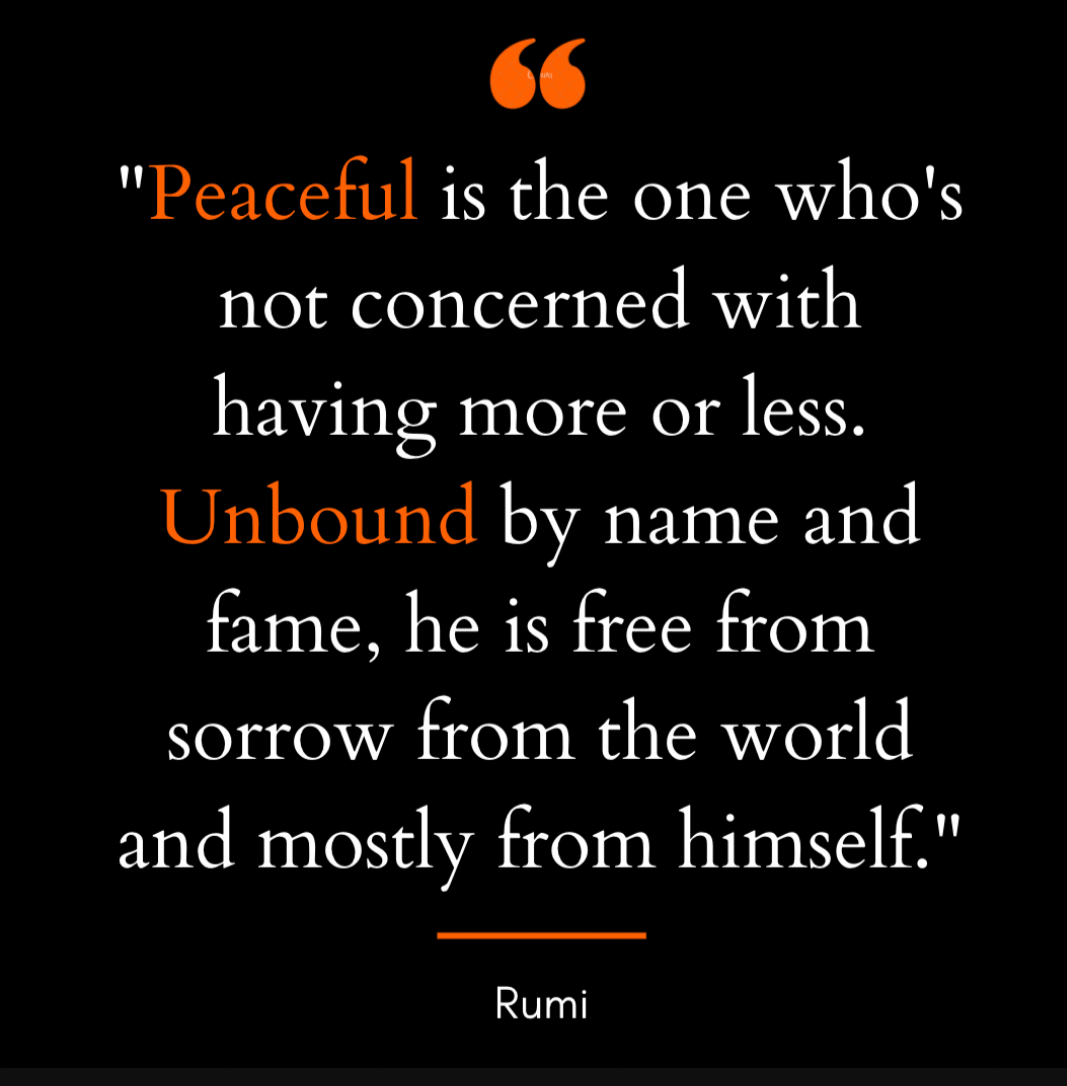 "Peaceful is the one who's
not concerned with
having more or less.
Unbound by name and
fame, he is free from
sorrow from the world
and mostly from himself."
Rumi